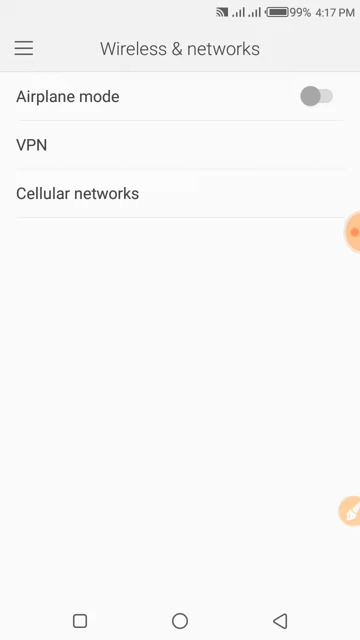 99% 4:17 PM
Wireless & networks
Airplane mode
VPN
Cellular networks